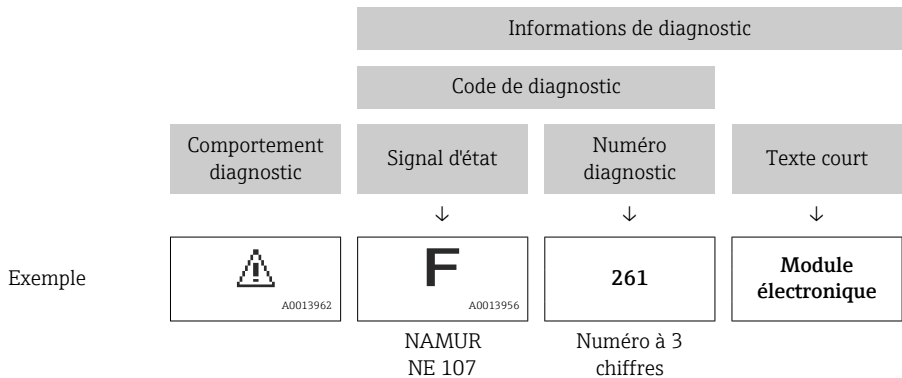 Informations de diagnostic
Code de diagnostic
Comportement
diagnostic
Signal d'état
Numéro
diagnostic
Texte court
↓
↓
↓
Exemple
A0013962
F
A0013956
261
Module
électronique
NAMUR
NE 107
Numéro à 3
chiffres